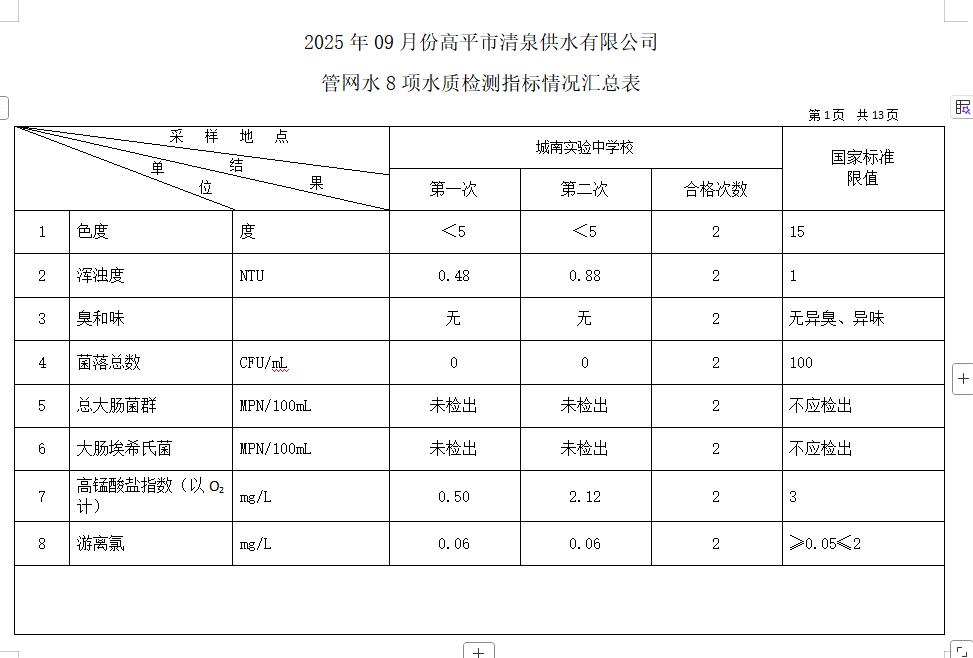 2025 年 09 月份高平市清泉供水有限公司
管网水 8 项水质检测指标情况汇总表
第 1 页 共 13 页
采 样 地 点
单 位
结 果
城南实验中学校
国家标准
限值
第一次 第二次 合格次数
1 色度 度 ＜5 ＜5 2 15
2 浑浊度 NTU 0.48 0.88 2 1
3 臭和味 无 无 2 无异臭、异味
4 菌落总数 CFU/mL 0 0 2 100
5 总大肠菌群 MPN/100mL 未检出 未检出 2 不应检出
6 大肠埃希氏菌 MPN/100mL 未检出 未检出 2 不应检出
7 高锰酸盐指数（以 O₂
计） mg/L 0.50 2.12 2 3
8 游离氯 mg/L 0.06 0.06 2 ⩾0.05⩽2